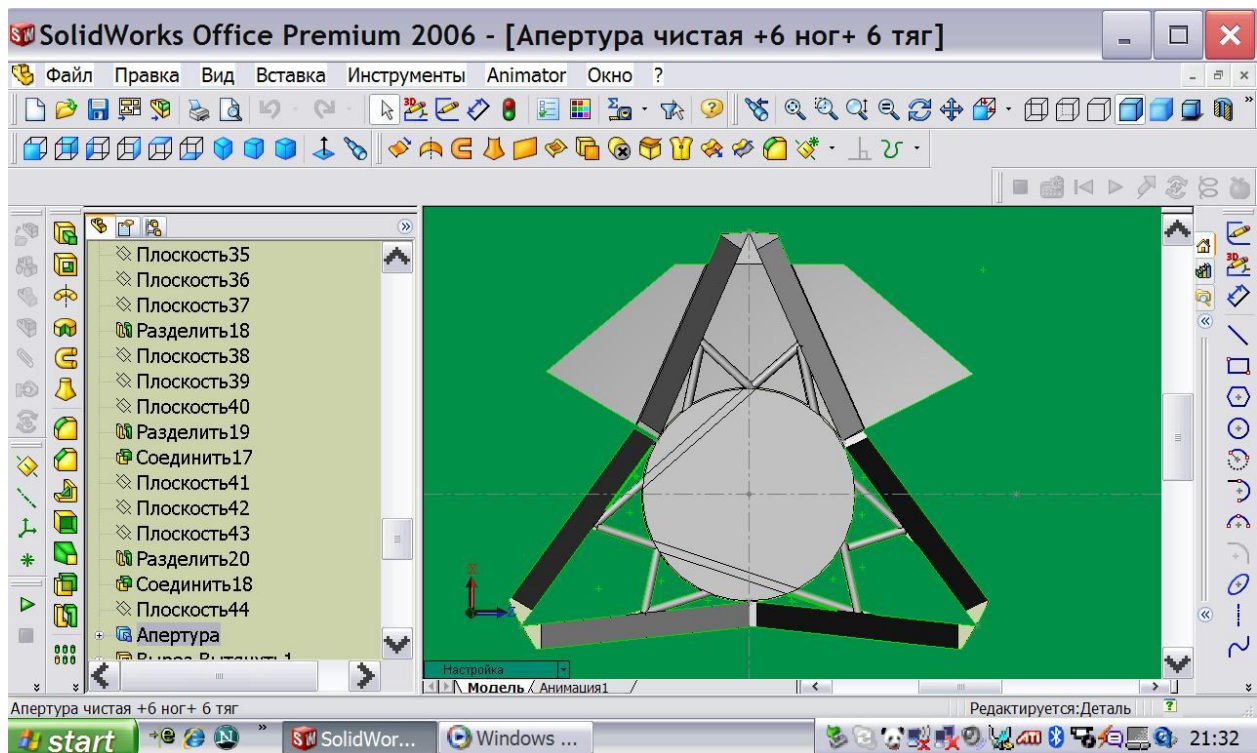 SolidWorks Office Premium 2006 - [Апертура чистая +6 ног+ 6 тяг]
Файл Правка Вид Вставка Инструменты Animator Окно ?
Плоскость35
Плоскость36
Плоскость37
Разделить18
Плоскость38
Плоскость39
Плоскость40
Разделить19
Соединить17
Плоскость41
Плоскость42
Плоскость43
Разделить20
Соединить18
Плоскость44
Апертура
Вырез-Вытянуть1
Настройка
Модель Анимация1
Апертура чистая +6 ног+ 6 тяг Редактируется:Деталь
start SolidWor... Windows ... 21:32